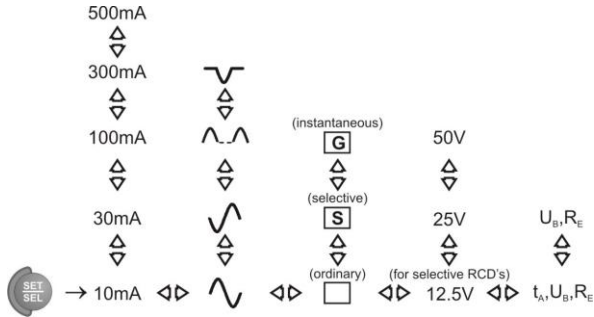 500mA
300mA
(instantaneous)
100mA G 50V
(selective)
30mA S 25V U_B,R_E
(ordinary) (for selective RCD's)
SET
SEL
10mA 12.5V t_A,U_B,R_E